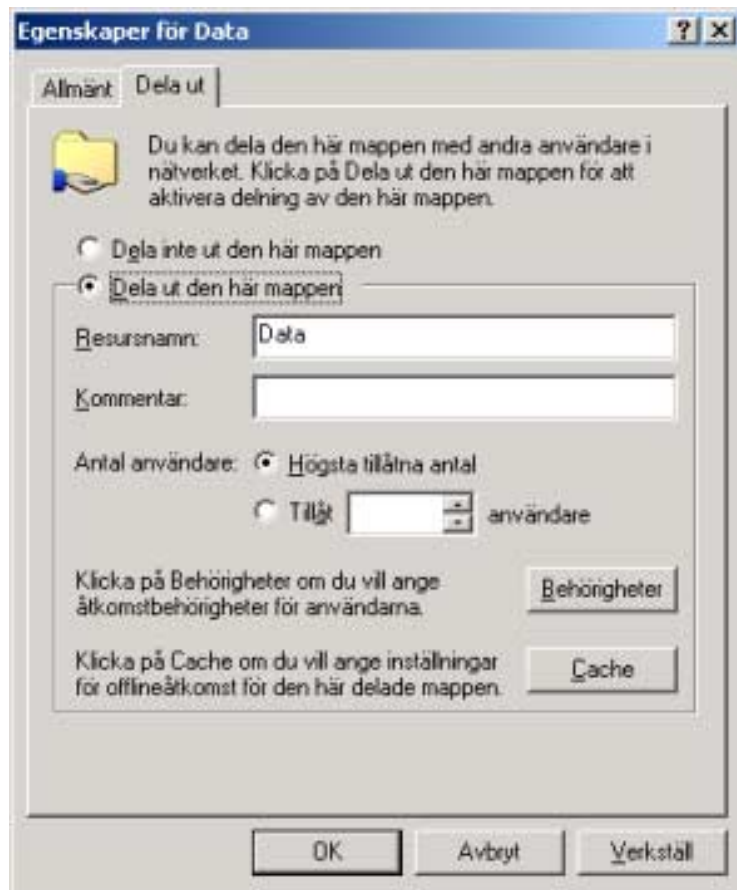 Egenskaper för Data
Allmänt
Dela ut
Du kan dela den här mappen med andra användare i
nätverket. Klicka på Dela ut den här mappen för att
aktivera delning av den här mappen.
Dela inte ut den här mappen
Dela ut den här mappen
Resursnamn: Data
Kommentar:
Antal användare: Högsta tillåtna antal
Tillåt användare
Klicka på Behörigheter om du vill ange
åtkomstbehörigheter för användarna.
Behörigheter
Klicka på Cache om du vill ange inställningar
för offlineåtkomst för den här delade mappen.
Cache
OK Avbryt Verkställ